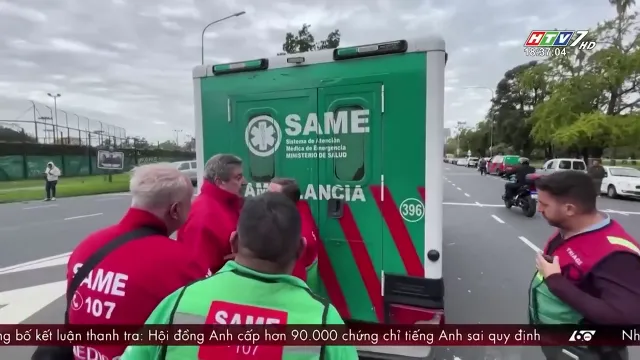 HTV7 HD
18:37:04
SAME
Sistema de Atención
Médica de Emergencia
MINISTERIO DE SALUD
AMBULANCIA
396
SAME
107
SAME
107
bố kết luận thanh tra: Hội đồng Anh cấp hơn 90.000 chứng chỉ tiếng Anh sai quy định